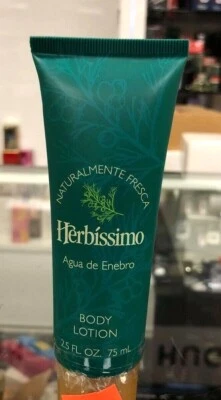 NATURALMENTE FRESCA
Herbíssimo
Agua de Enebro
BODY
LOTION
2.5 FL. OZ. 75 mL